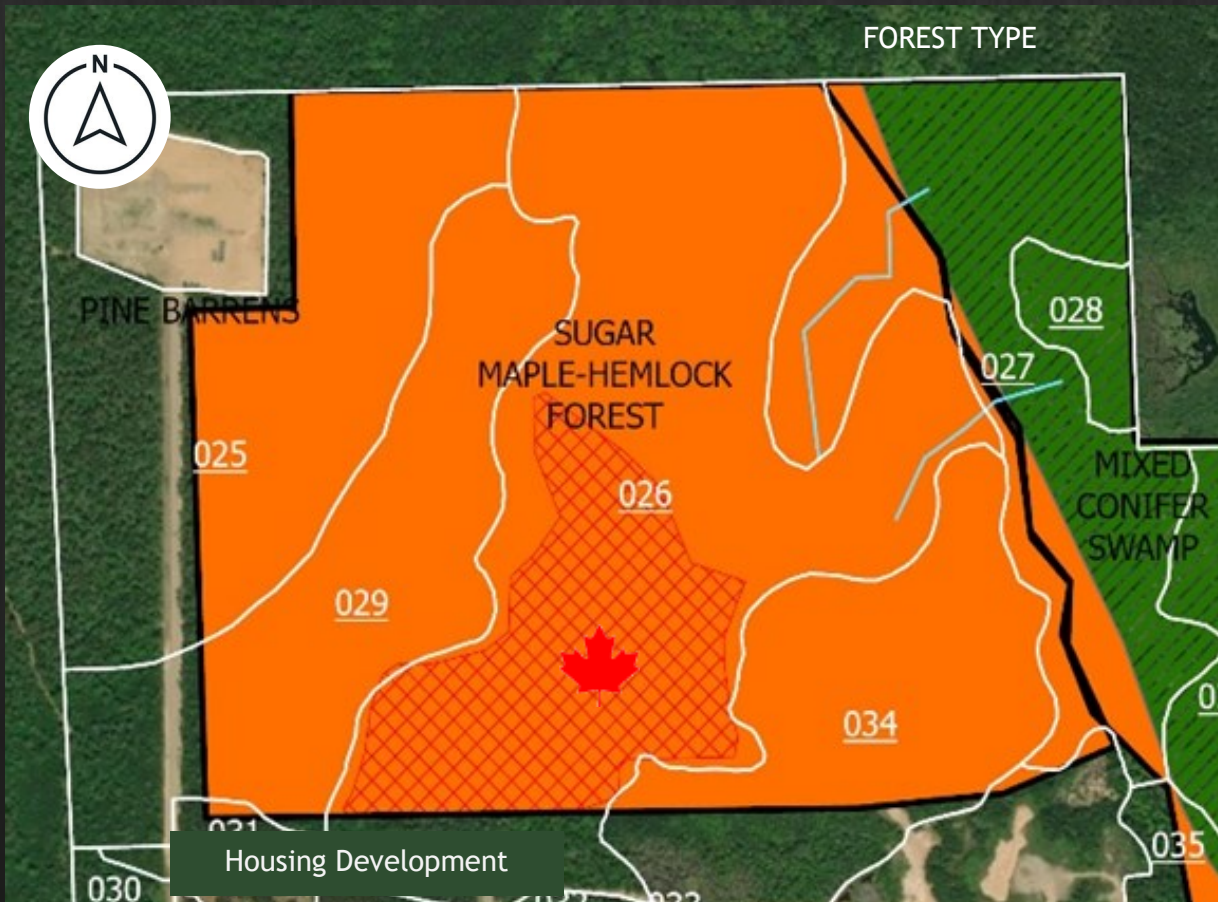 FOREST TYPE
N
PINE BARRENS
SUGAR
MAPLE-HEMLOCK
FOREST
028
027
025
026
MIXED
CONIFER
SWAMP
029
034
031
Housing Development
035
030